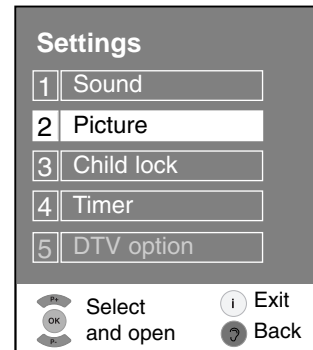 Settings
1 Sound
2 Picture
3 Child lock
4 Timer
5 DTV option
P+
OK
P-
Select
and open
i Exit
Back